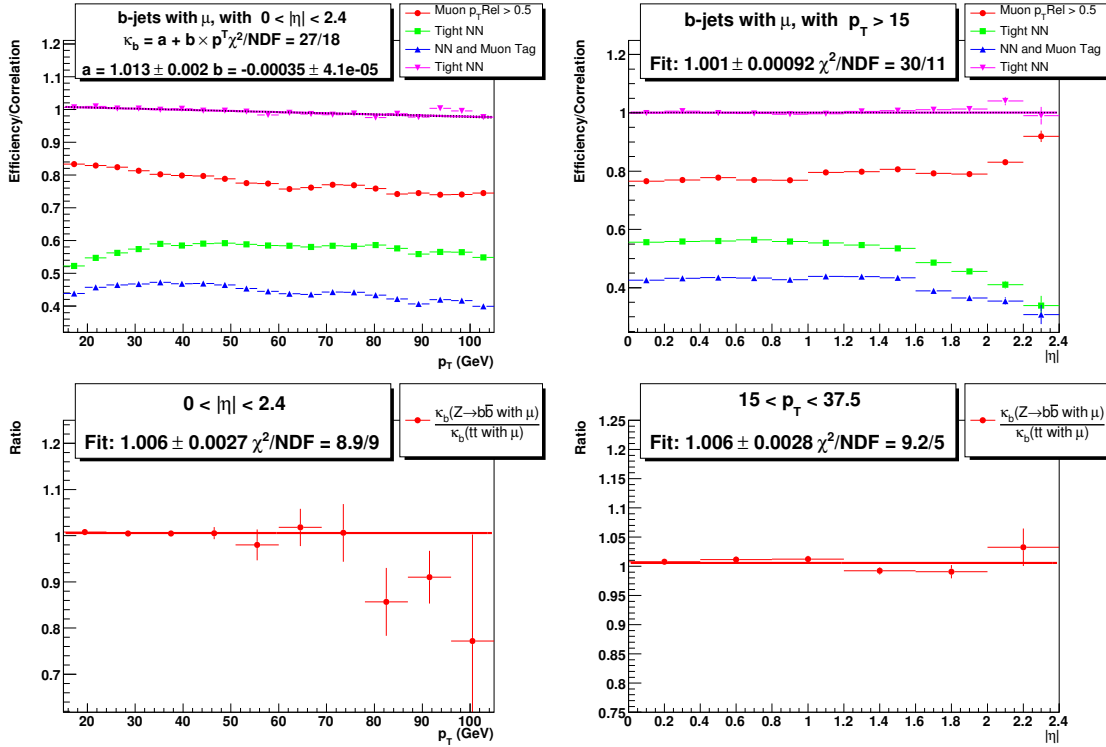 b-jets with μ, with 0 < |η| < 2.4
κb = a + b × pTχ2/NDF = 27/18
a = 1.013 ± 0.002 b = -0.00035 ± 4.1e-05
Muon pTRel > 0.5
Tight NN
NN and Muon Tag
Tight NN
Efficiency/Correlation
1.2
1
0.8
0.6
0.4
20 30 40 50 60 70 80 90 100
pT (GeV)
b-jets with μ, with pT > 15
Fit: 1.001 ± 0.00092 χ2/NDF = 30/11
Muon pTRel > 0.5
Tight NN
NN and Muon Tag
Tight NN
Efficiency/Correlation
1.2
1
0.8
0.6
0.4
0 0.2 0.4 0.6 0.8 1 1.2 1.4 1.6 1.8 2 2.2 2.4
|η|
0 < |η| < 2.4
Fit: 1.006 ± 0.0027 χ2/NDF = 8.9/9
κb(Z→bb̅ with μ)
κb(tt with μ)
Ratio
1.2
1.1
1
0.9
0.8
0.7
20 30 40 50 60 70 80 90 100
pT (GeV)
15 < pT < 37.5
Fit: 1.006 ± 0.0028 χ2/NDF = 9.2/5
κb(Z→bb̅ with μ)
κb(tt with μ)
Ratio
1.25
1.2
1.15
1.1
1.05
1
0.95
0.9
0.85
0.8
0.75
0 0.2 0.4 0.6 0.8 1 1.2 1.4 1.6 1.8 2 2.2 2.4
|η|